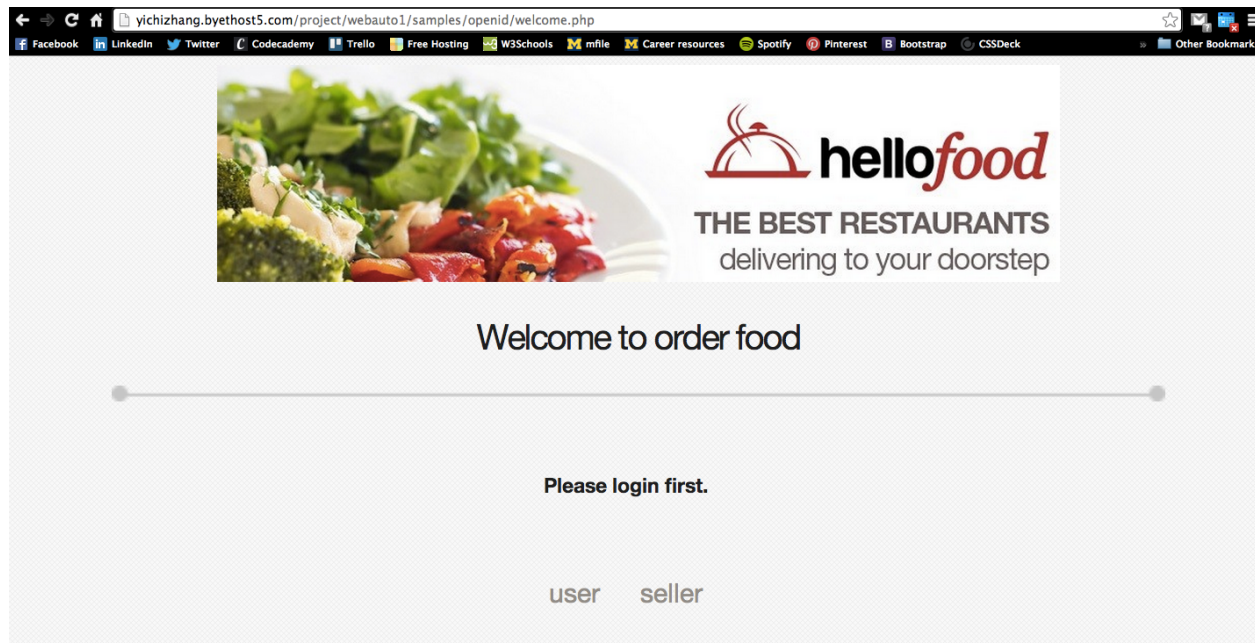 yichizhang.byethost5.com/project/webauto1/samples/openid/welcome.php
Facebook LinkedIn Twitter Codecademy Trello Free Hosting W3Schools mfile Career resources Spotify Pinterest Bootstrap CSSDeck » Other Bookmark
hellofood
THE BEST RESTAURANTS
delivering to your doorstep
Welcome to order food
Please login first.
user seller